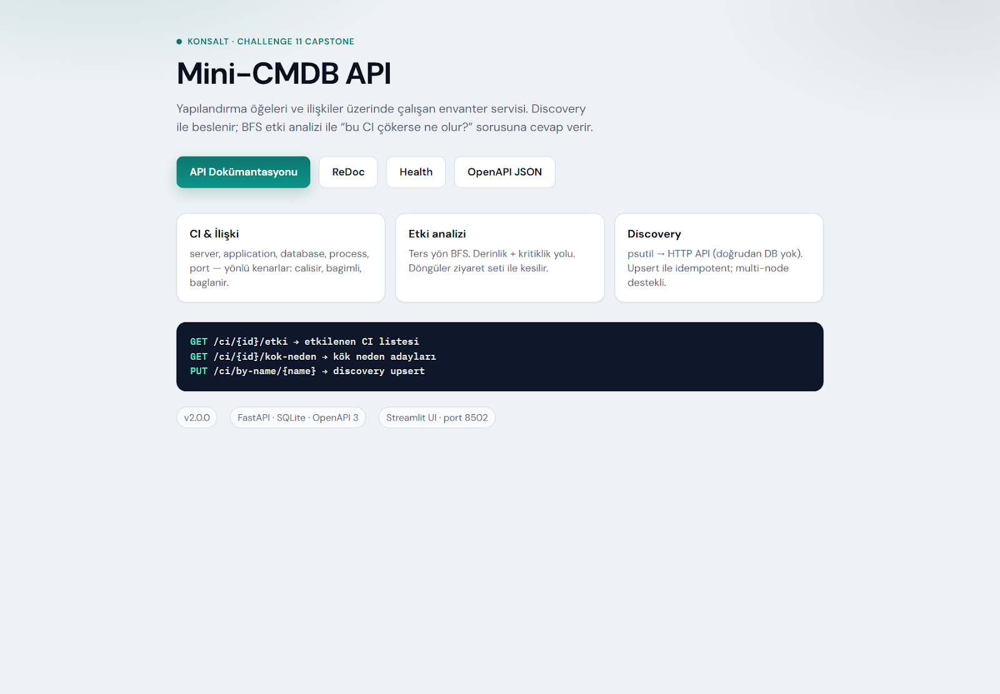 KONSALT · CHALLENGE 11 CAPSTONE
Mini-CMDB API
Yapılandırma öğeleri ve ilişkiler üzerinde çalışan envanter servisi. Discovery
ile beslenir; BFS etki analizi ile “bu CI çökerse ne olur?” sorusuna cevap verir.
API Dokümantasyonu
ReDoc
Health
OpenAPI JSON
CI & İlişki
server, application, database, process,
port — yönlü kenarlar: calisir, bagimli,
baglanir.
Etki analizi
Ters yön BFS. Derinlik + kritiklik yolu.
Döngüler ziyaret seti ile kesilir.
Discovery
psutil → HTTP API (doğrudan DB yok).
Upsert ile idempotent; multi-node
destekli.
GET /ci/{id}/etki → etkilenen CI listesi
GET /ci/{id}/kok-neden → kök neden adayları
PUT /ci/by-name/{name} → discovery upsert
v2.0.0
FastAPI · SQLite · OpenAPI 3
Streamlit UI · port 8502